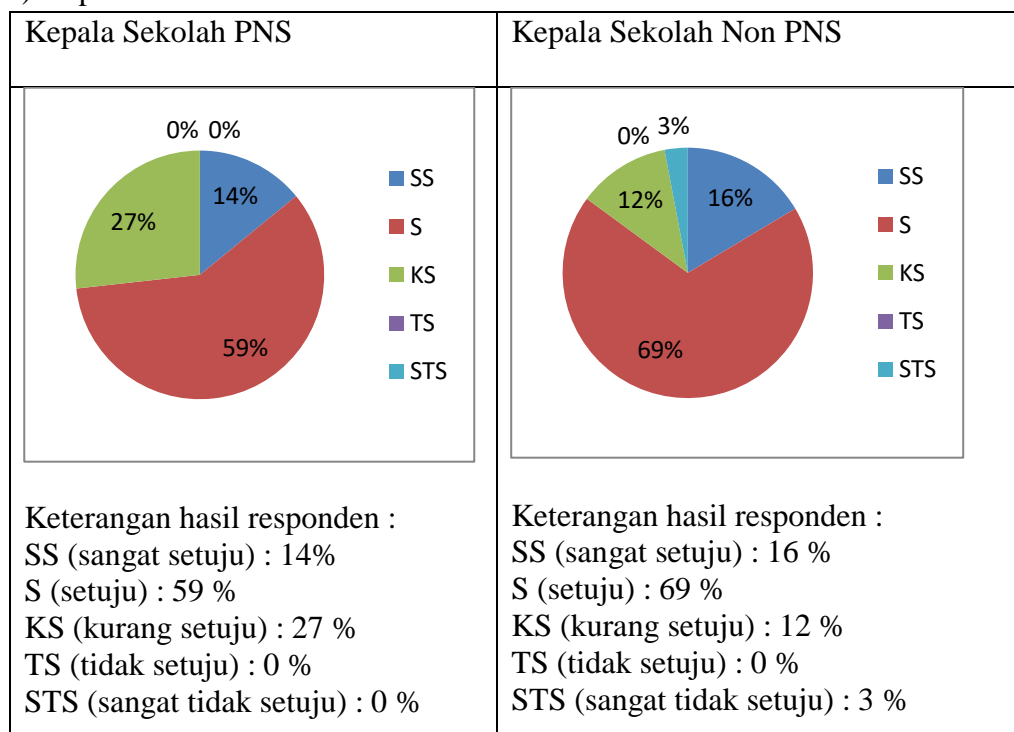 Kepala Sekolah PNS
Kepala Sekolah Non PNS
0% 0%
14%
27%
59%
SS
S
KS
TS
STS
0% 3%
12%
16%
69%
SS
S
KS
TS
STS
Keterangan hasil responden :
SS (sangat setuju) : 14%
S (setuju) : 59 %
KS (kurang setuju) : 27 %
TS (tidak setuju) : 0 %
STS (sangat tidak setuju) : 0 %
Keterangan hasil responden :
SS (sangat setuju) : 16 %
S (setuju) : 69 %
KS (kurang setuju) : 12 %
TS (tidak setuju) : 0 %
STS (sangat tidak setuju) : 3 %